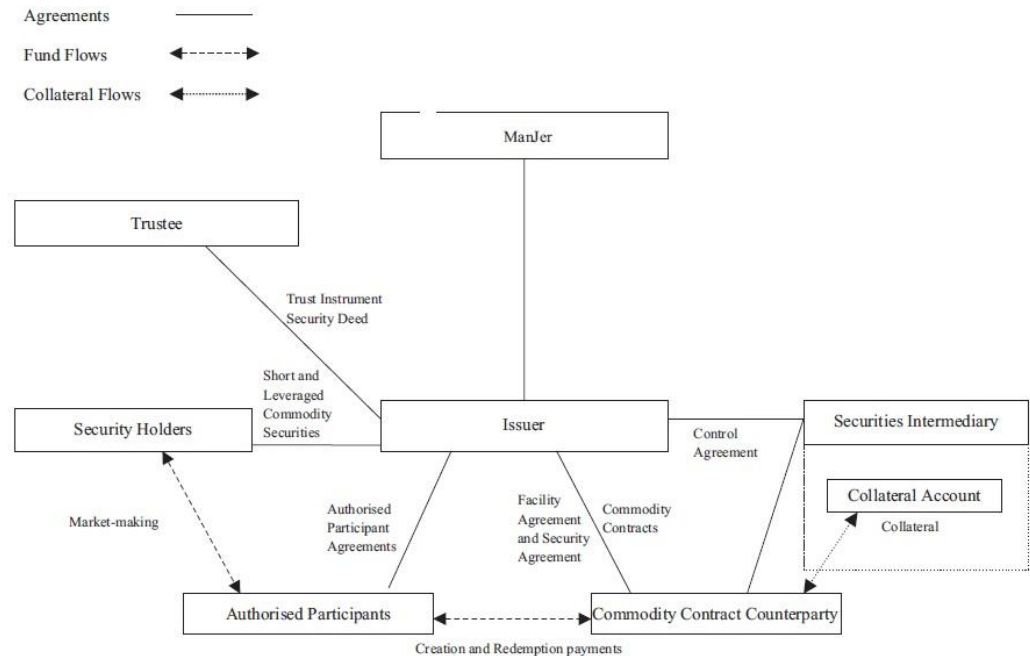 Agreements
Fund Flows
Collateral Flows
ManJer
Trustee
Trust Instrument
Security Deed
Short and
Leveraged
Commodity
Securities
Security Holders
Issuer
Securities Intermediary
Control
Agreement
Collateral Account
Collateral
Market-making
Authorised
Participant
Agreements
Facility
Agreement
and Security
Agreement
Commodity
Contracts
Authorised Participants
Commodity Contract Counterparty
Creation and Redemption payments